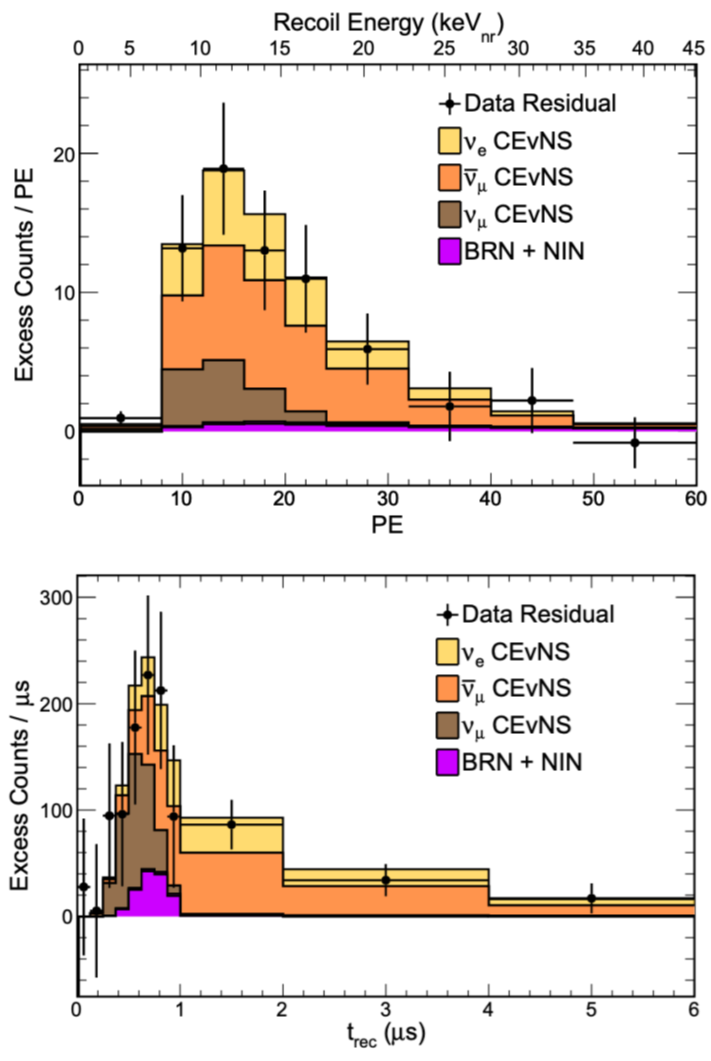 Recoil Energy (keVnr)
0 5 10 15 20 25 30 35 40 45
Data Residual
νe CEvNS
ν̅μ CEvNS
νμ CEvNS
BRN + NIN
Excess Counts / PE
20
10
0
0 10 20 30 40 50 60
PE
300
200
100
0
Data Residual
νe CEvNS
ν̅μ CEvNS
νμ CEvNS
BRN + NIN
Excess Counts / μs
0 1 2 3 4 5 6
trec (μs)